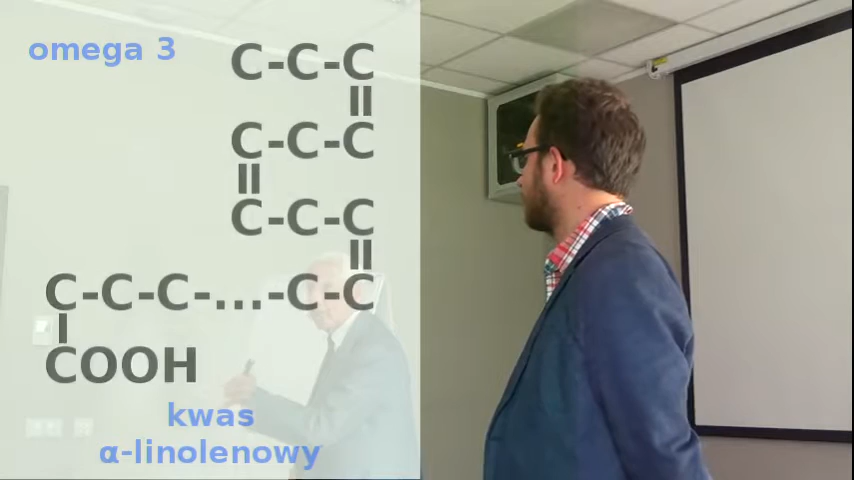 omega 3
C-C-C
||
C-C-C
||
C-C-C
||
C-C-C-...-C-C
|
COOH
kwas
α-linolenowy